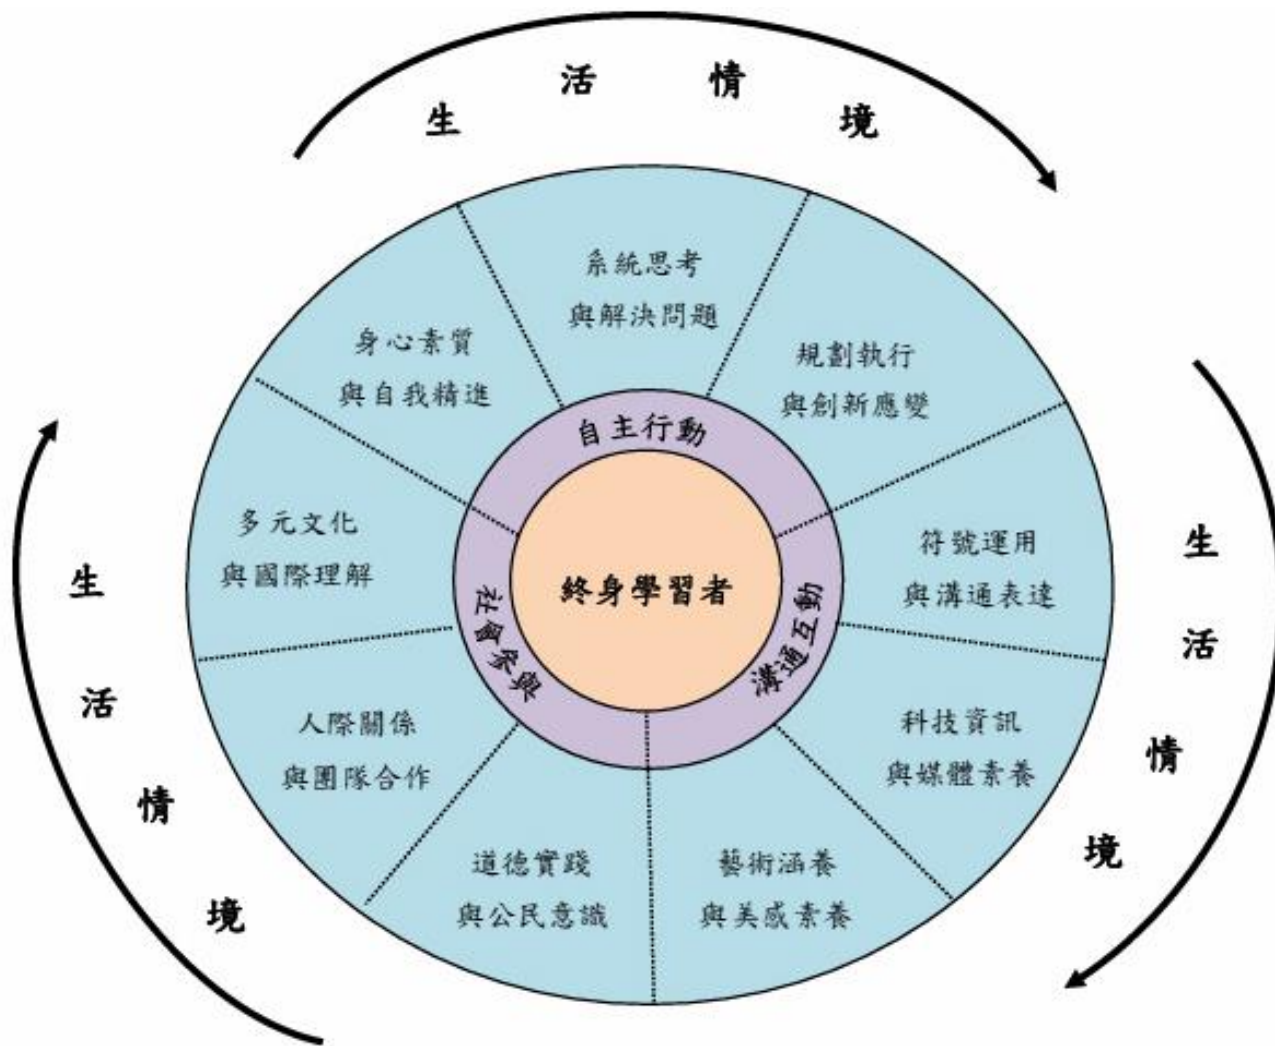 生活情境
系統思考
與解決問題
身心素質
與自我精進
規劃執行
與創新應變
自主行動
多元文化
與國際理解
符號運用
與溝通表達
終身學習者
社會參與
溝通互動
生活情境
生活情境
人際關係
與團隊合作
科技資訊
與媒體素養
道德實踐
與公民意識
藝術涵養
與美感素養